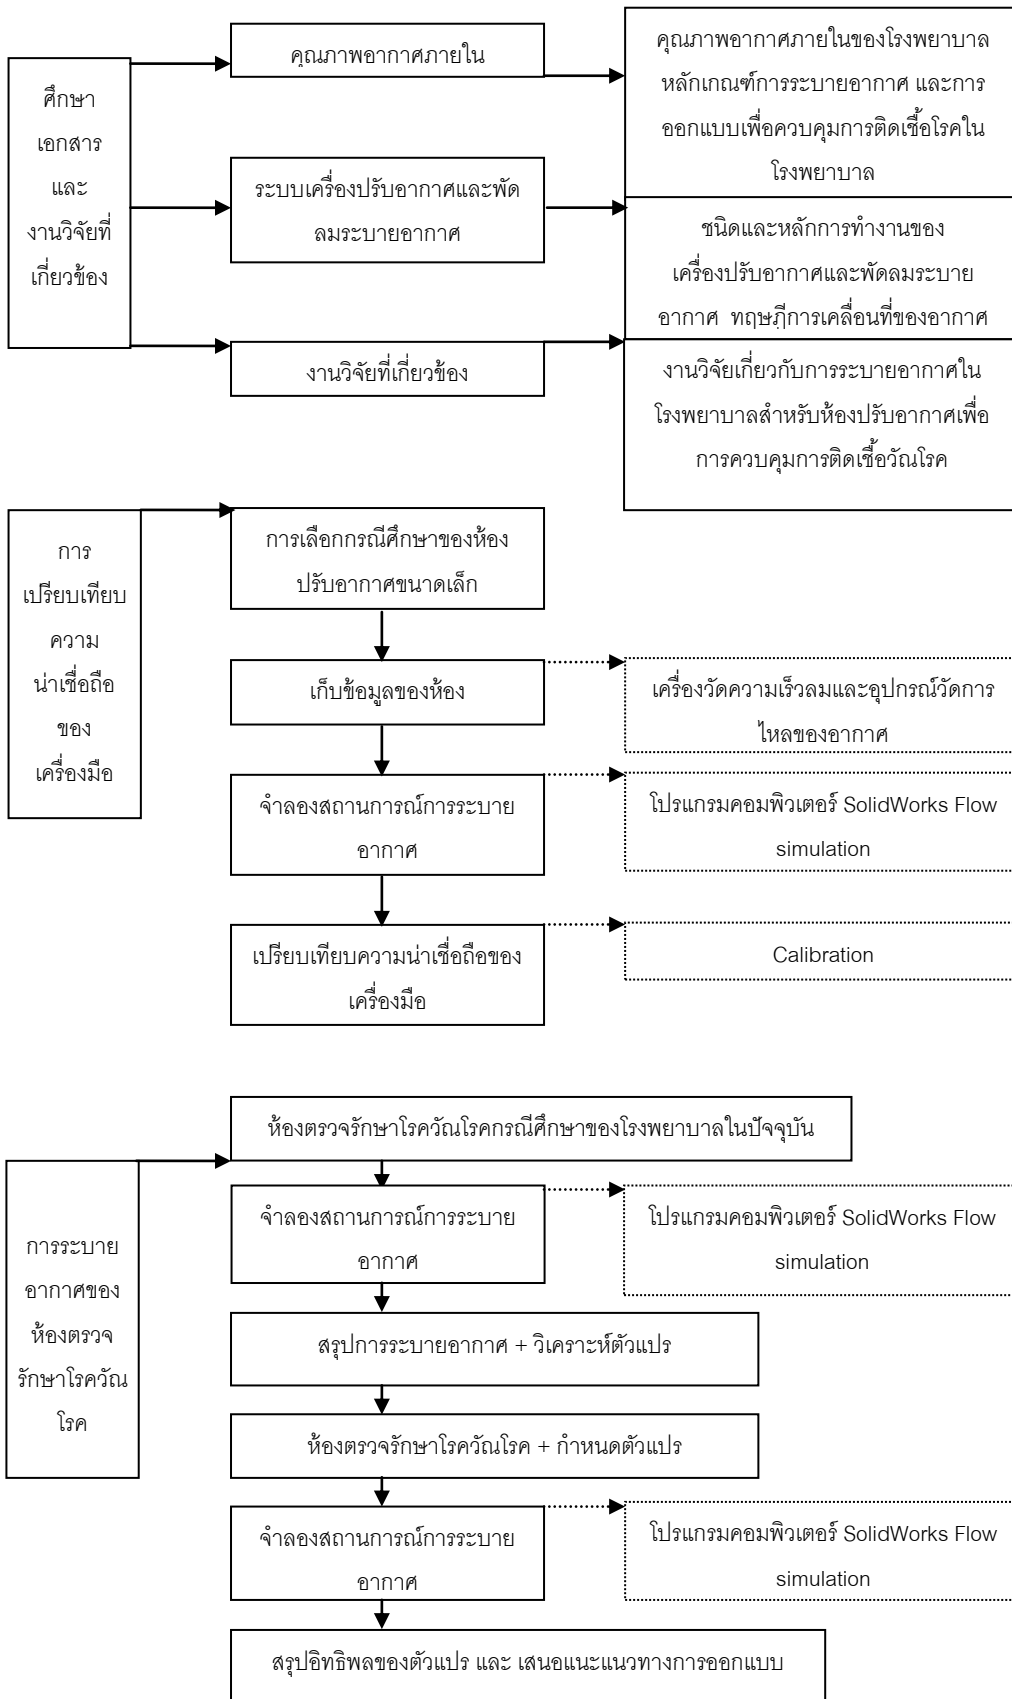 ศึกษา
เอกสาร
และ
งานวิจัยที่
เกี่ยวข้อง
คุณภาพอากาศภายใน
คุณภาพอากาศภายในของโรงพยาบาล
หลักเกณฑ์การระบายอากาศ และการ
ออกแบบเพื่อควบคุมการติดเชื้อโรคใน
โรงพยาบาล
ระบบเครื่องปรับอากาศและพัด
ลมระบายอากาศ
ชนิดและหลักการทำงานของ
เครื่องปรับอากาศและพัดลมระบาย
อากาศ ทฤษฎีการเคลื่อนที่ของอากาศ
งานวิจัยที่เกี่ยวข้อง
งานวิจัยเกี่ยวกับการระบายอากาศใน
โรงพยาบาลสำหรับห้องปรับอากาศเพื่อ
การควบคุมการติดเชื้อวัณโรค
การ
เปรียบเทียบ
ความ
น่าเชื่อถือ
ของ
เครื่องมือ
การเลือกกรณีศึกษาของห้อง
ปรับอากาศขนาดเล็ก
เก็บข้อมูลของห้อง
เครื่องวัดความเร็วลมและอุปกรณ์วัดการ
ไหลของอากาศ
จำลองสถานการณ์การระบาย
อากาศ
โปรแกรมคอมพิวเตอร์ SolidWorks Flow
simulation
เปรียบเทียบความน่าเชื่อถือของ
เครื่องมือ
Calibration
การระบาย
อากาศของ
ห้องตรวจ
รักษาโรควัณ
โรค
ห้องตรวจรักษาโรควัณโรคกรณีศึกษาของโรงพยาบาลในปัจจุบัน
จำลองสถานการณ์การระบาย
อากาศ
โปรแกรมคอมพิวเตอร์ SolidWorks Flow
simulation
สรุปการระบายอากาศ + วิเคราะห์ตัวแปร
ห้องตรวจรักษาโรควัณโรค + กำหนดตัวแปร
จำลองสถานการณ์การระบาย
อากาศ
โปรแกรมคอมพิวเตอร์ SolidWorks Flow
simulation
สรุปอิทธิพลของตัวแปร และ เสนอแนะแนวทางการออกแบบ